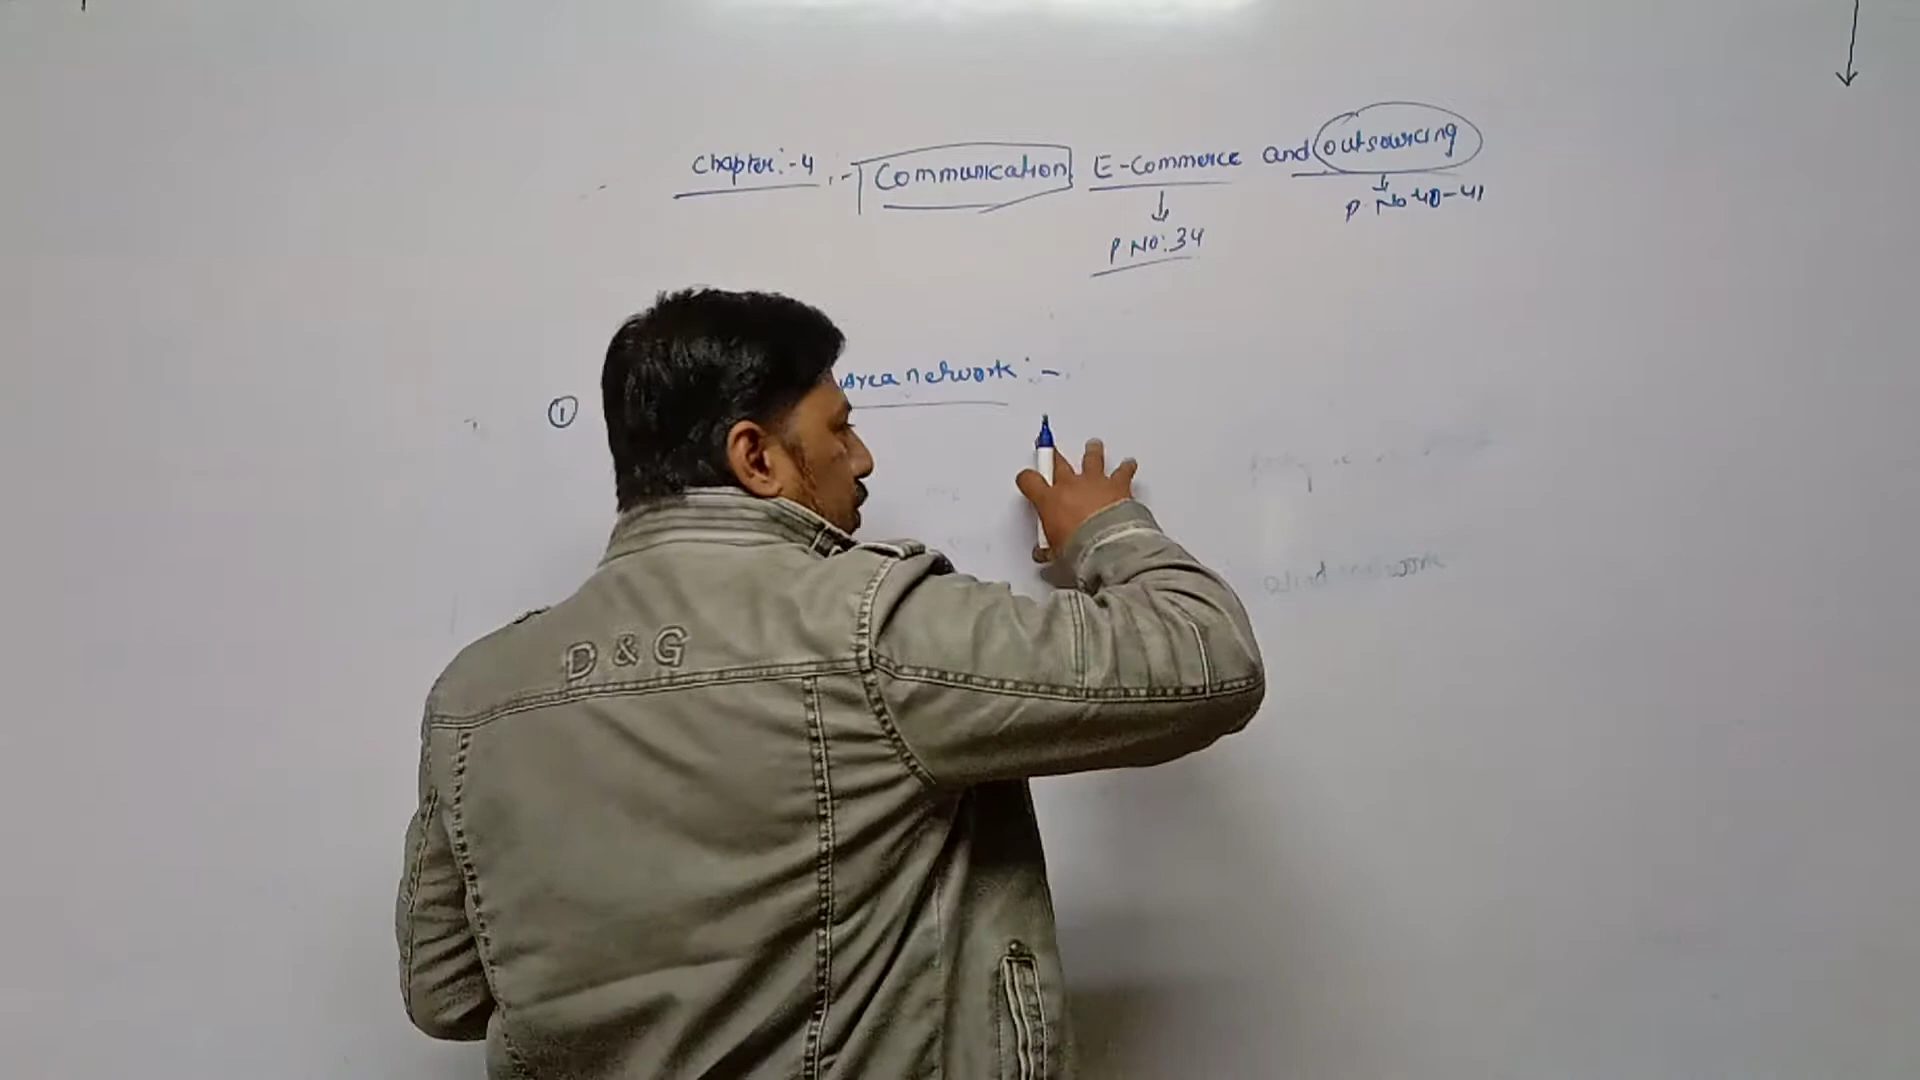 Chapter:-4 :- Communication E-Commerce and outsourcing
P No:34
P. No 40-41
① Area network :-
D & G